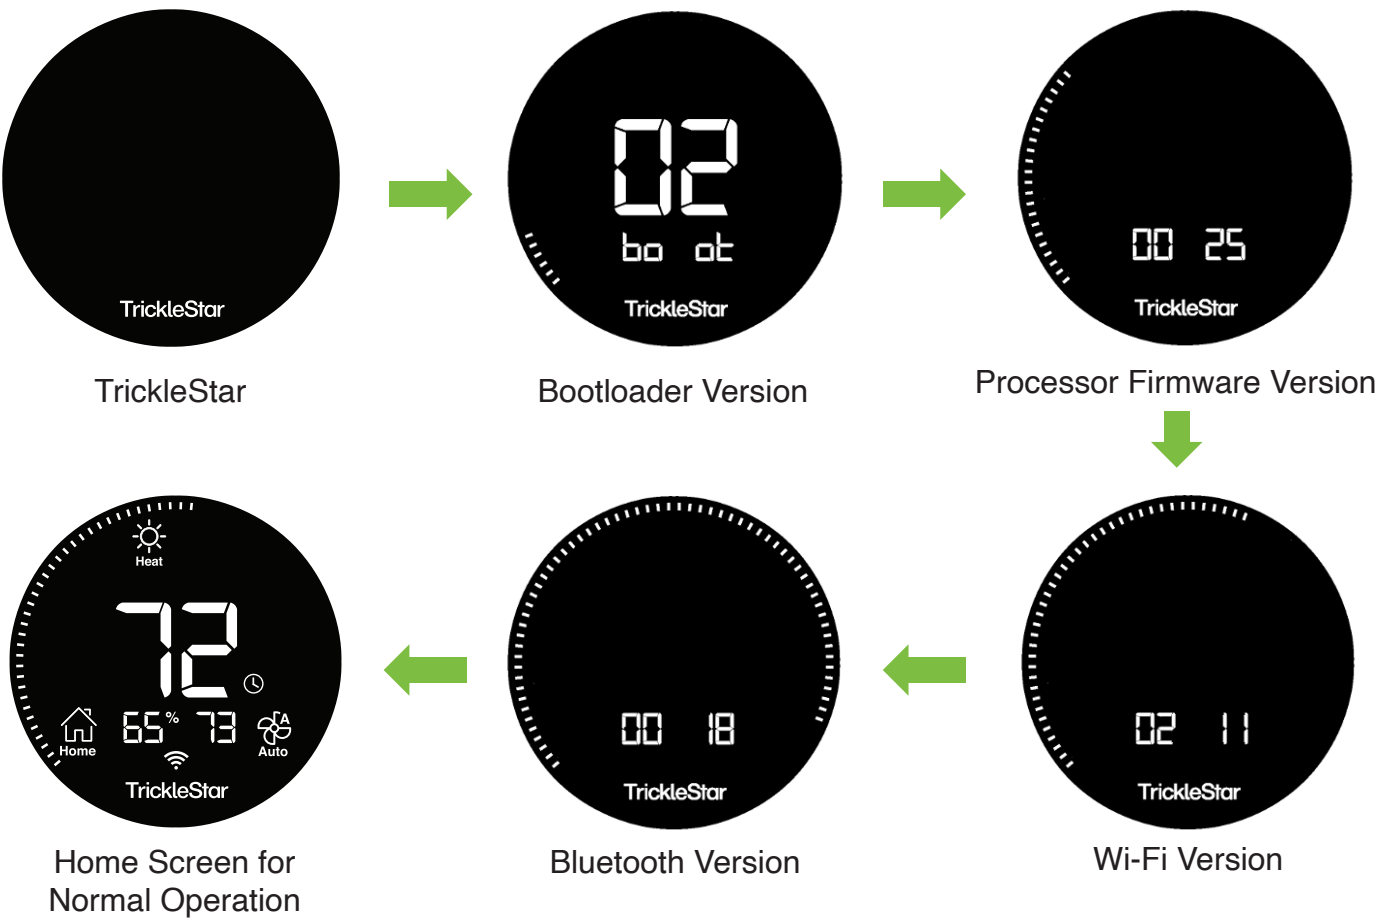 TrickleStar
TrickleStar
02
bo ot
TrickleStar
Bootloader Version
00 25
TrickleStar
Processor Firmware Version
Heat
72
Home
65% 73
A
Auto
TrickleStar
Home Screen for
Normal Operation
00 18
TrickleStar
Bluetooth Version
02 11
TrickleStar
Wi-Fi Version